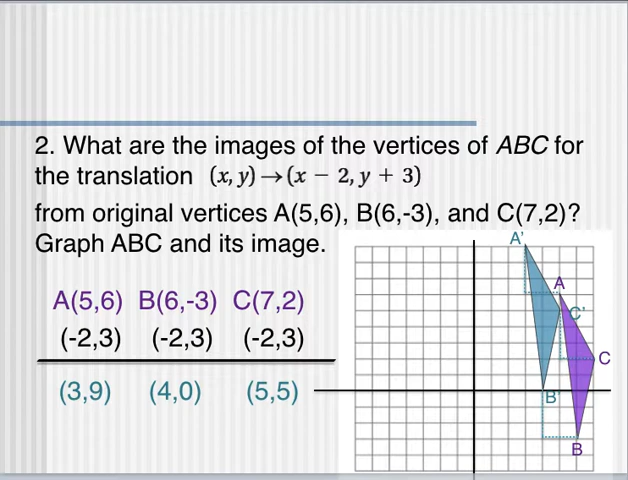 2. What are the images of the vertices of ABC for
the translation (x, y) → (x − 2, y + 3)
from original vertices A(5,6), B(6,-3), and C(7,2)?
Graph ABC and its image.
A(5,6) B(6,-3) C(7,2)
(-2,3) (-2,3) (-2,3)
(3,9) (4,0) (5,5)
A'
A
C'
C
B'
B